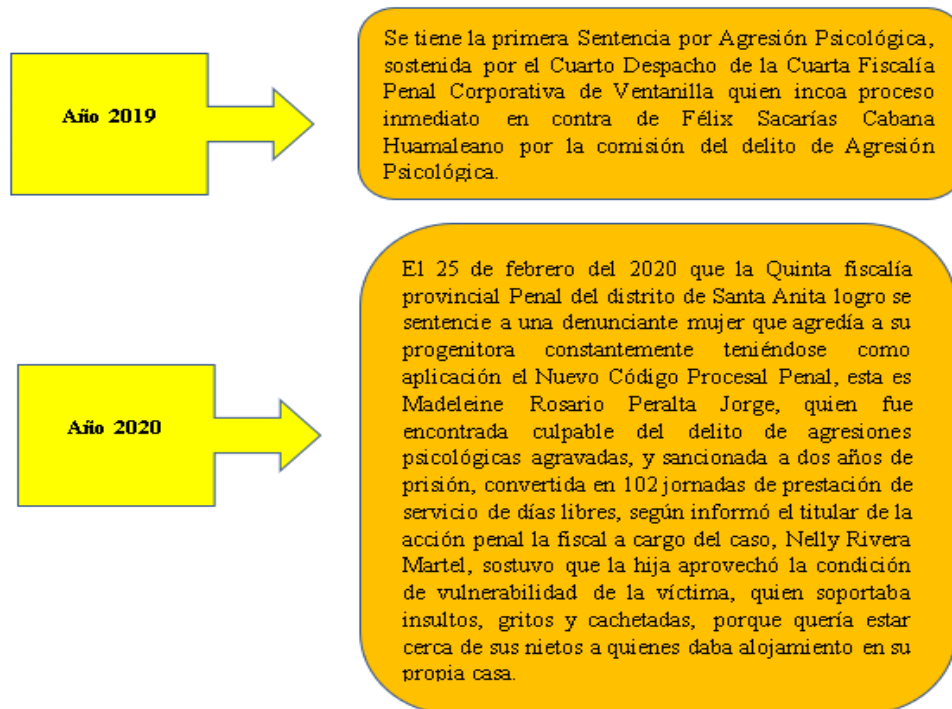 Año 2019
Se tiene la primera Sentencia por Agresión Psicológica,
sostenida por el Cuarto Despacho de la Cuarta Fiscalía
Penal Corporativa de Ventanilla quien incoa proceso
inmediato en contra de Félix Sacarías Cabana
Huamaleano por la comisión del delito de Agresión
Psicológica.
Año 2020
El 25 de febrero del 2020 que la Quinta fiscalía
provincial Penal del distrito de Santa Anita logro se
sentencie a una denunciante mujer que agredía a su
progenitora constantemente teniéndose como
aplicación el Nuevo Código Procesal Penal, esta es
Madeleine Rosario Peralta Jorge, quien fue
encontrada culpable del delito de agresiones
psicológicas agravadas, y sancionada a dos años de
prisión, convertida en 102 jornadas de prestación de
servicio de días libres, según informó el titular de la
acción penal la fiscal a cargo del caso, Nelly Rivera
Martel, sostuvo que la hija aprovechó la condición
de vulnerabilidad de la víctima, quien soportaba
insultos, gritos y cachetadas, porque quería estar
cerca de sus nietos a quienes daba alojamiento en su
propia casa.